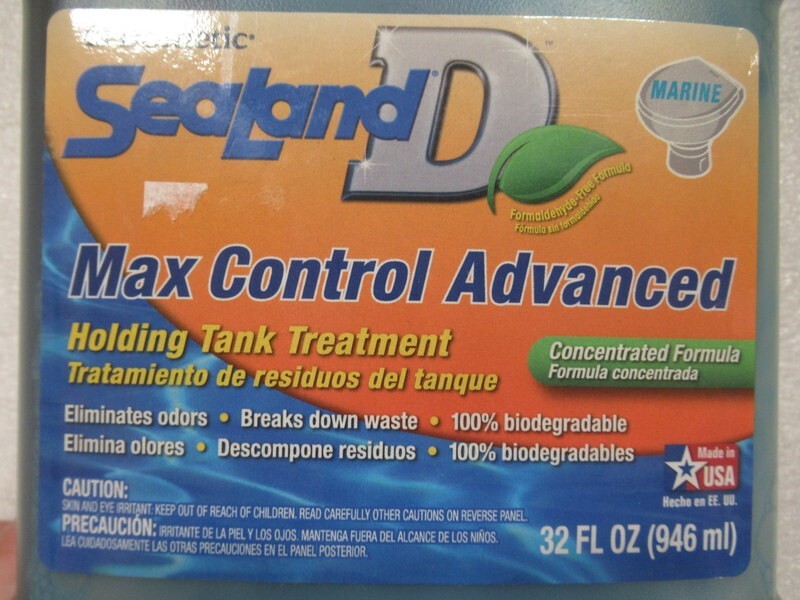 SeaLand D
MARINE
Formaldehyde-Free Formula
Fórmula sin formaldehído
Max Control Advanced
Holding Tank Treatment
Tratamiento de residuos del tanque
Concentrated Formula
Formula concentrada
Eliminates odors • Breaks down waste • 100% biodegradable
Elimina olores • Descompone residuos • 100% biodegradables
Made in
USA
Hecho en EE. UU.
CAUTION:
SKIN AND EYE IRRITANT. KEEP OUT OF REACH OF CHILDREN. READ CAREFULLY OTHER CAUTIONS ON REVERSE PANEL.
PRECAUCIÓN: IRRITANTE DE LA PIEL Y LOS OJOS. MANTENGA FUERA DEL ALCANCE DE LOS NIÑOS.
LEA CUIDADOSAMENTE LAS OTRAS PRECAUCIONES EN EL PANEL POSTERIOR.
32 FL OZ (946 ml)